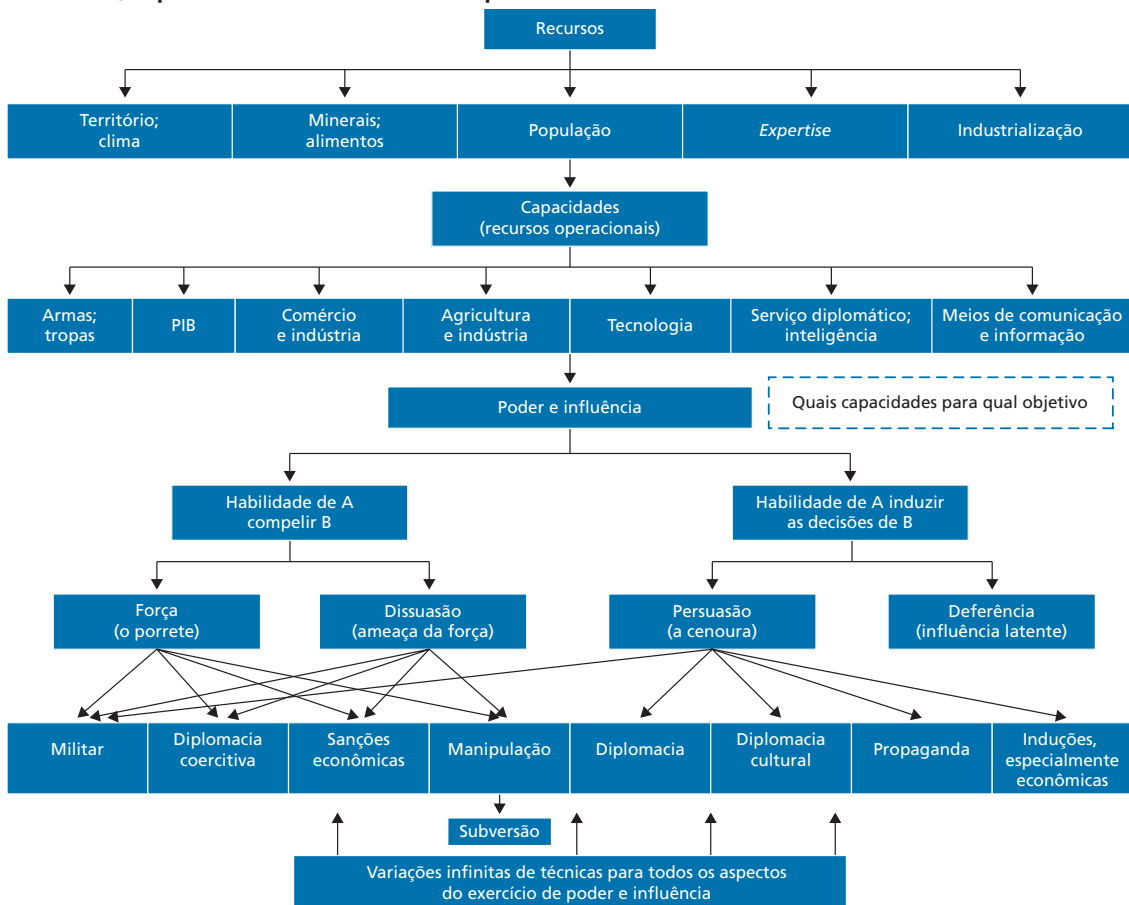 Recursos
Território;
clima
Minerais;
alimentos
População
Expertise
Industrialização
Capacidades
(recursos operacionais)
Armas;
tropas
PIB
Comércio
e indústria
Agricultura
e indústria
Tecnologia
Serviço diplomático;
inteligência
Meios de comunicação
e informação
Poder e influência
Quais capacidades para qual objetivo
Habilidade de A
compelir B
Habilidade de A induzir
as decisões de B
Força
(o porrete)
Dissuasão
(ameaça da força)
Persuasão
(a cenoura)
Deferência
(influência latente)
Militar
Diplomacia
coercitiva
Sanções
econômicas
Manipulação
Diplomacia
Diplomacia
cultural
Propaganda
Induções,
especialmente
econômicas
Subversão
Variações infinitas de técnicas para todos os aspectos
do exercício de poder e influência